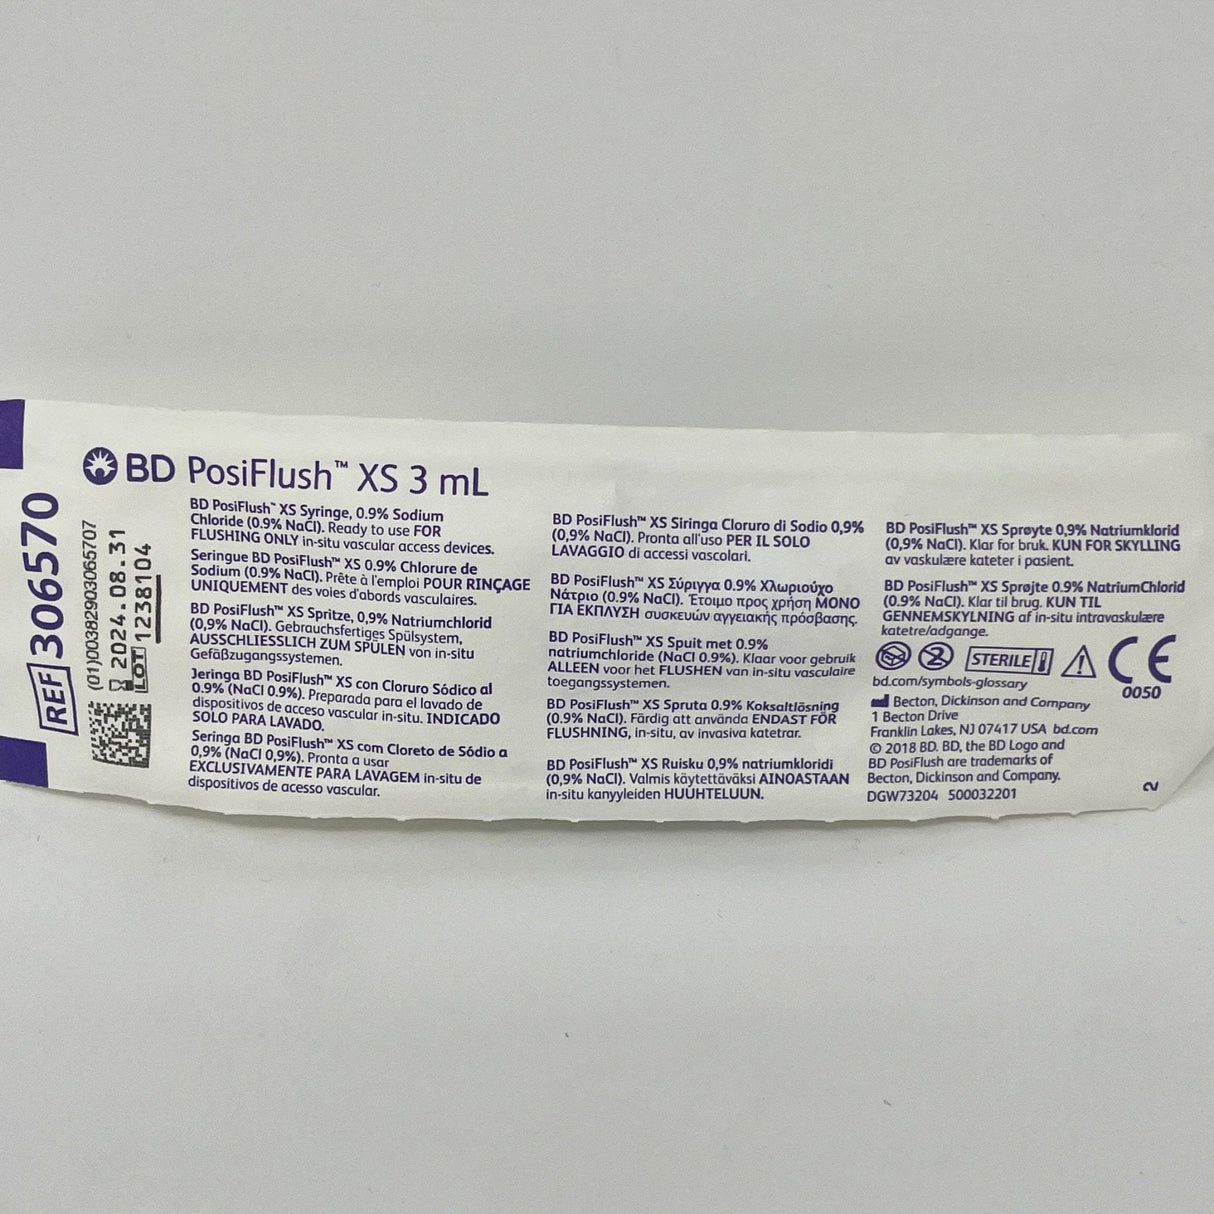 REF 306570
(01)00382903065707
2024.08.31
LOT 1238104
BD PosiFlush™ XS 3 mL
BD PosiFlush™ XS Syringe, 0.9% Sodium
Chloride (0.9% NaCl). Ready to use FOR
FLUSHING ONLY in-situ vascular access devices.
Seringue BD PosiFlush™ XS 0.9% Chlorure de
Sodium (0.9% NaCl). Prête à l'emploi POUR RINÇAGE
UNIQUEMENT des voies d'abords vasculaires.
BD PosiFlush™ XS Spritze, 0,9% Natriumchlorid
(0,9% NaCl). Gebrauchsfertiges Spülsystem,
AUSSCHLIESSLICH ZUM SPÜLEN von in-situ
Gefäßzugangssystemen.
Jeringa BD PosiFlush™ XS con Cloruro Sódico al
0.9% (NaCl 0.9%). Preparada para el lavado de
dispositivos de acceso vascular in-situ. INDICADO
SOLO PARA LAVADO.
Seringa BD PosiFlush™ XS com Cloreto de Sódio a
0,9% (NaCl 0,9%). Pronta a usar
EXCLUSIVAMENTE PARA LAVAGEM in-situ de
dispositivos de acesso vascular.
BD PosiFlush™ XS Siringa Cloruro di Sodio 0,9%
(0,9% NaCl). Pronta all'uso PER IL SOLO
LAVAGGIO di accessi vascolari.
BD PosiFlush™ XS Σύριγγα 0.9% Χλωριούχο
Νάτριο (0.9% NaCl). Έτοιμο προς χρήση ΜΟΝΟ
ΓΙΑ ΕΚΠΛΥΣΗ συσκευών αγγειακής πρόσβασης.
BD PosiFlush™ XS Spuit met 0.9%
natriumchloride (NaCl 0.9%). Klaar voor gebruik
ALLEEN voor het FLUSHEN van in-situ vasculaire
toegangssystemen.
BD PosiFlush™ XS Spruta 0.9% Koksaltlösning
(0.9% NaCl). Färdig att använda ENDAST FÖR
FLUSHNING, in-situ, av invasiva katetrar.
BD PosiFlush™ XS Ruisku 0,9% natriumkloridi
(0,9% NaCl). Valmis käytettäväksi AINOASTAAN
in-situ kanyyleiden HUUHTELUUN.
BD PosiFlush™ XS Sprøyte 0,9% Natriumklorid
(0,9% NaCl). Klar for bruk. KUN FOR SKYLLING
av vaskulære kateter i pasient.
BD PosiFlush™ XS Sprøjte 0.9% NatriumChlorid
(0.9% NaCl). Klar til brug. KUN TIL
GENNEMSKYLNING af in-situ intravaskulære
katetre/adgange.
2 STERILE CE
0050
bd.com/symbols-glossary
Becton, Dickinson and Company
1 Becton Drive
Franklin Lakes, NJ 07417 USA bd.com
© 2018 BD. BD, the BD Logo and
BD PosiFlush are trademarks of
Becton, Dickinson and Company.
DGW73204 500032201
2